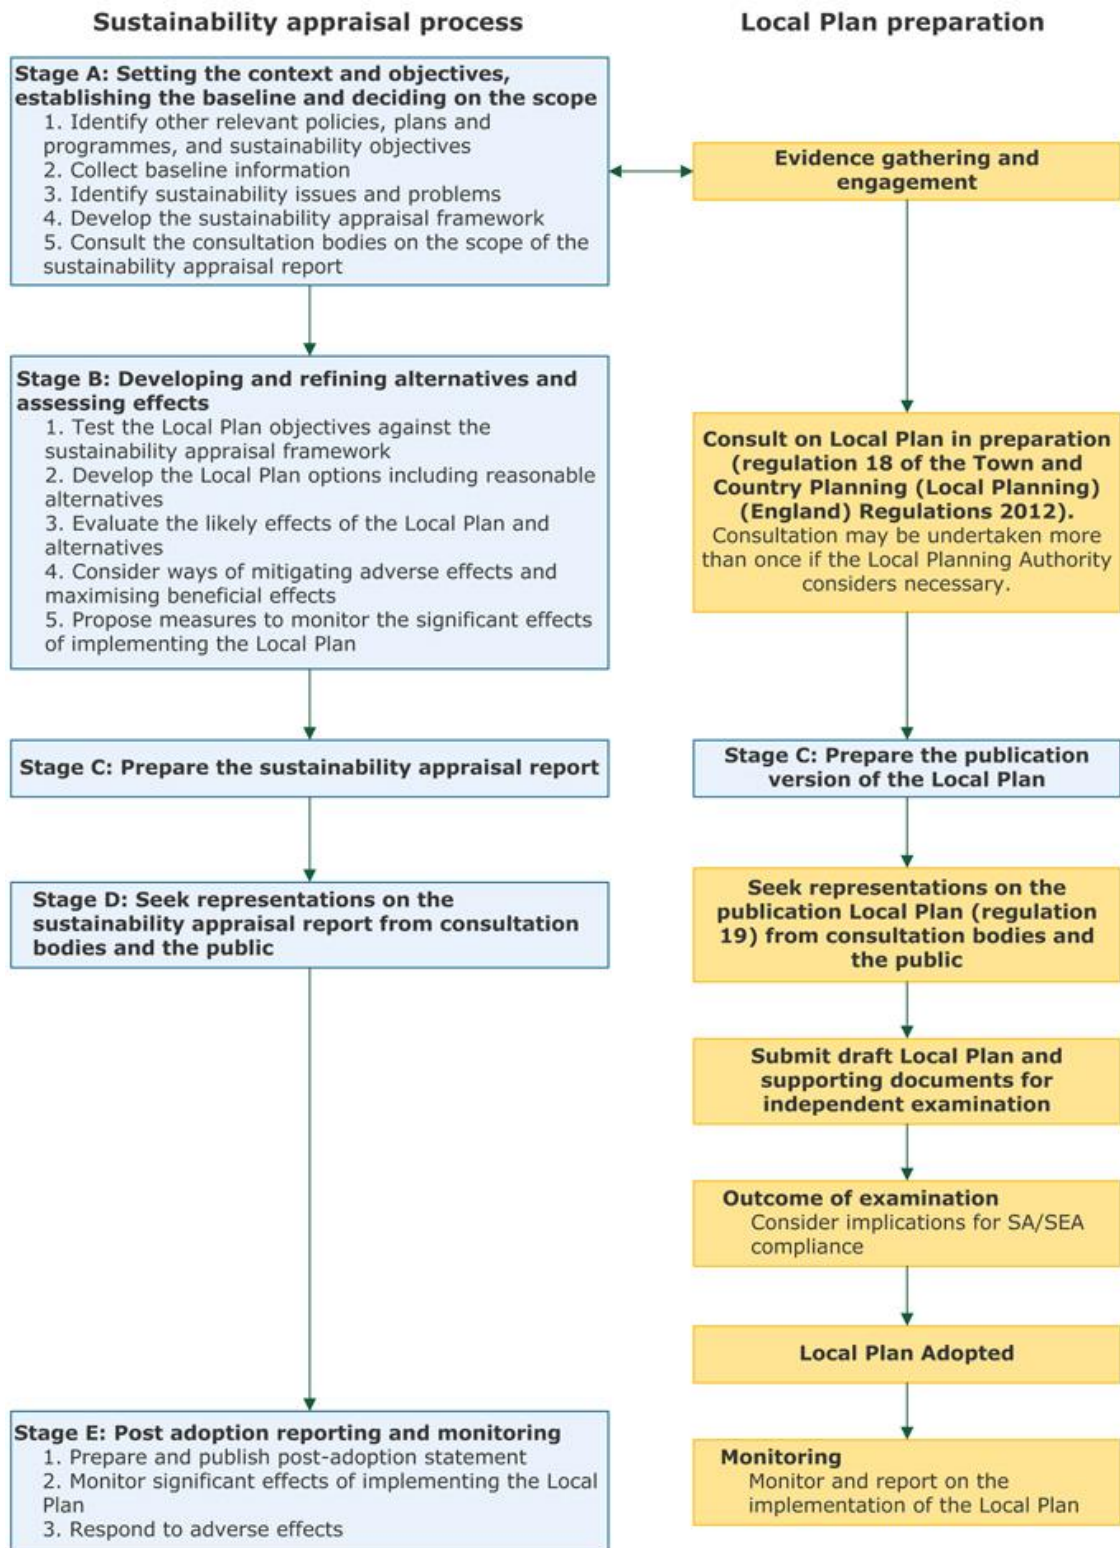 Sustainability appraisal process
Stage A: Setting the context and objectives,
establishing the baseline and deciding on the scope
1. Identify other relevant policies, plans and
programmes, and sustainability objectives
2. Collect baseline information
3. Identify sustainability issues and problems
4. Develop the sustainability appraisal framework
5. Consult the consultation bodies on the scope of the
sustainability appraisal report
Stage B: Developing and refining alternatives and
assessing effects
1. Test the Local Plan objectives against the
sustainability appraisal framework
2. Develop the Local Plan options including reasonable
alternatives
3. Evaluate the likely effects of the Local Plan and
alternatives
4. Consider ways of mitigating adverse effects and
maximising beneficial effects
5. Propose measures to monitor the significant effects
of implementing the Local Plan
Stage C: Prepare the sustainability appraisal report
Stage D: Seek representations on the
sustainability appraisal report from consultation
bodies and the public
Stage E: Post adoption reporting and monitoring
1. Prepare and publish post-adoption statement
2. Monitor significant effects of implementing the Local
Plan
3. Respond to adverse effects
Local Plan preparation
Evidence gathering and
engagement
Consult on Local Plan in preparation
(regulation 18 of the Town and
Country Planning (Local Planning)
(England) Regulations 2012).
Consultation may be undertaken more
than once if the Local Planning Authority
considers necessary.
Stage C: Prepare the publication
version of the Local Plan
Seek representations on the
publication Local Plan (regulation
19) from consultation bodies and
the public
Submit draft Local Plan and
supporting documents for
independent examination
Outcome of examination
Consider implications for SA/SEA
compliance
Local Plan Adopted
Monitoring
Monitor and report on the
implementation of the Local Plan